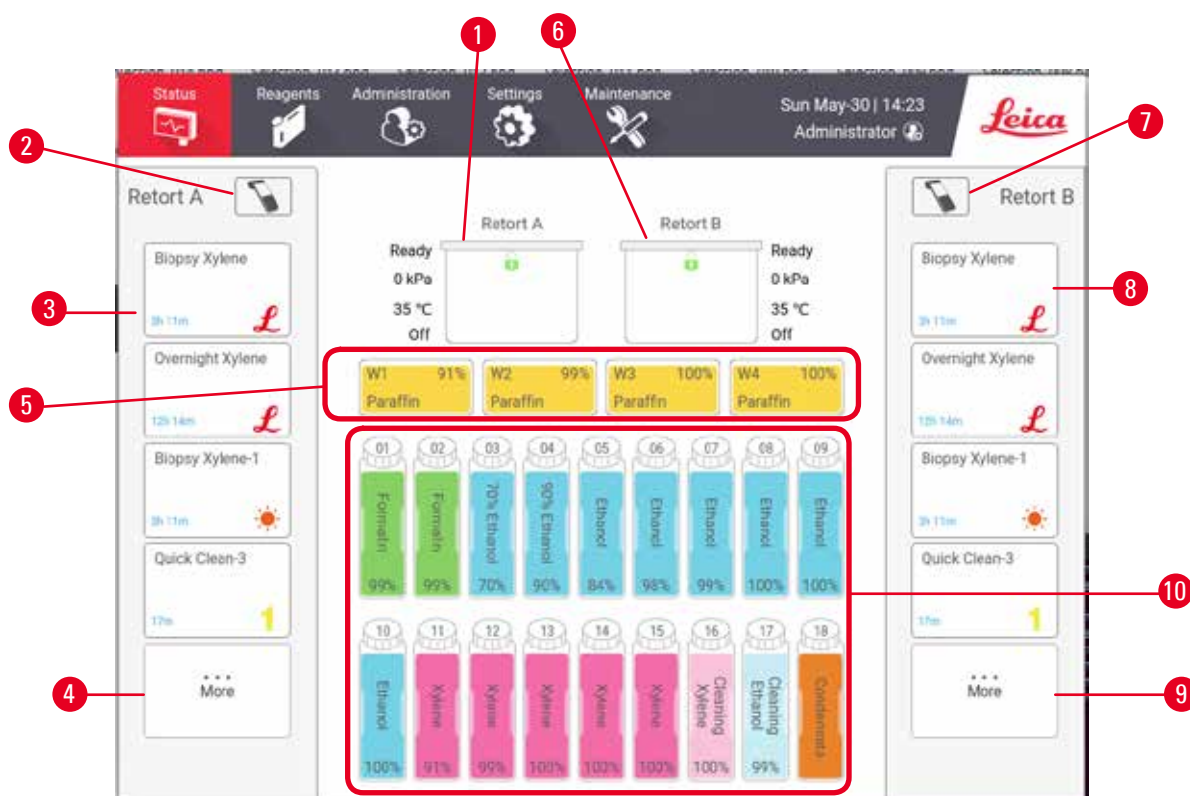 1
6
Status Reagents Administration Settings Maintenance
Sun May-30 | 14:23
Administrator
Leica
7
2
Retort A
Retort B
Retort A
Retort B
Ready
0 kPa
35 °C
Off
Ready
0 kPa
35 °C
Off
3
Biopsy Xylene
3h 11m
L
Overnight Xylene
12h 14m
L
Biopsy Xylene-1
3h 11m
Quick Clean-3
17m
1
4
...
More
8
Biopsy Xylene
3h 11m
L
Overnight Xylene
12h 14m
L
Biopsy Xylene-1
3h 11m
Quick Clean-3
17m
1
9
...
More
5
W1 91% W2 99% W3 100% W4 100%
Paraffin Paraffin Paraffin Paraffin
10
01 02 03 04 05 06 07 08 09
Formalin Formalin 70% Ethanol 90% Ethanol Ethanol Ethanol Ethanol Ethanol Ethanol
99% 99% 70% 90% 84% 98% 99% 100% 100%
10 11 12 13 14 15 16 17 18
Ethanol Xylene Xylene Xylene Xylene Xylene Cleaning Xylene Cleaning Ethanol Condensate
100% 91% 99% 100% 100% 100% 100% 99%